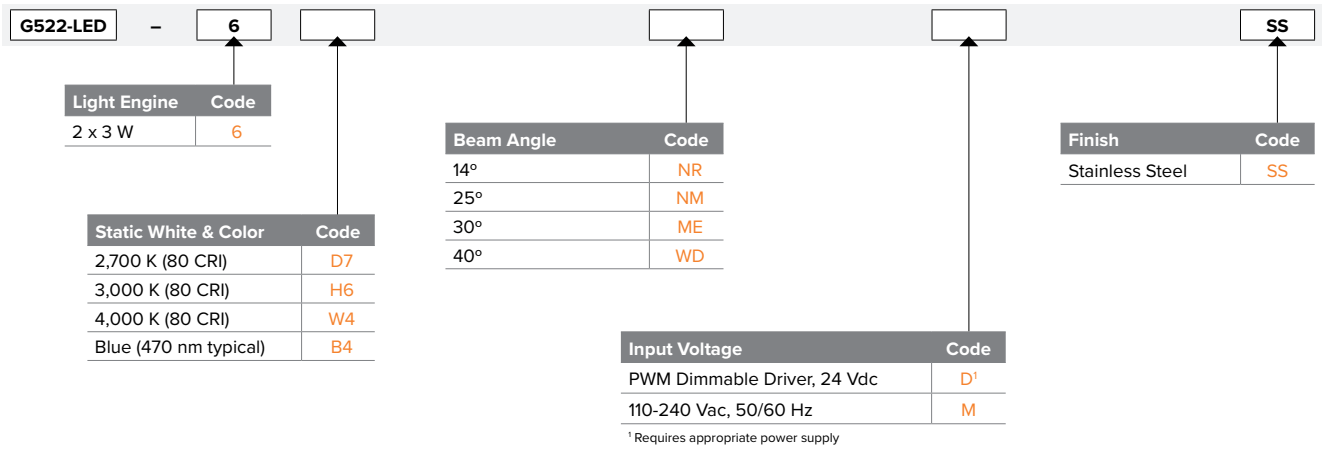 G522-LED – 6 SS
Light Engine Code
2 x 3 W 6
Static White & Color Code
2,700 K (80 CRI) D7
3,000 K (80 CRI) H6
4,000 K (80 CRI) W4
Blue (470 nm typical) B4
Beam Angle Code
14º NR
25º NM
30º ME
40º WD
Input Voltage Code
PWM Dimmable Driver, 24 Vdc D¹
110-240 Vac, 50/60 Hz M
¹ Requires appropriate power supply
Finish Code
Stainless Steel SS